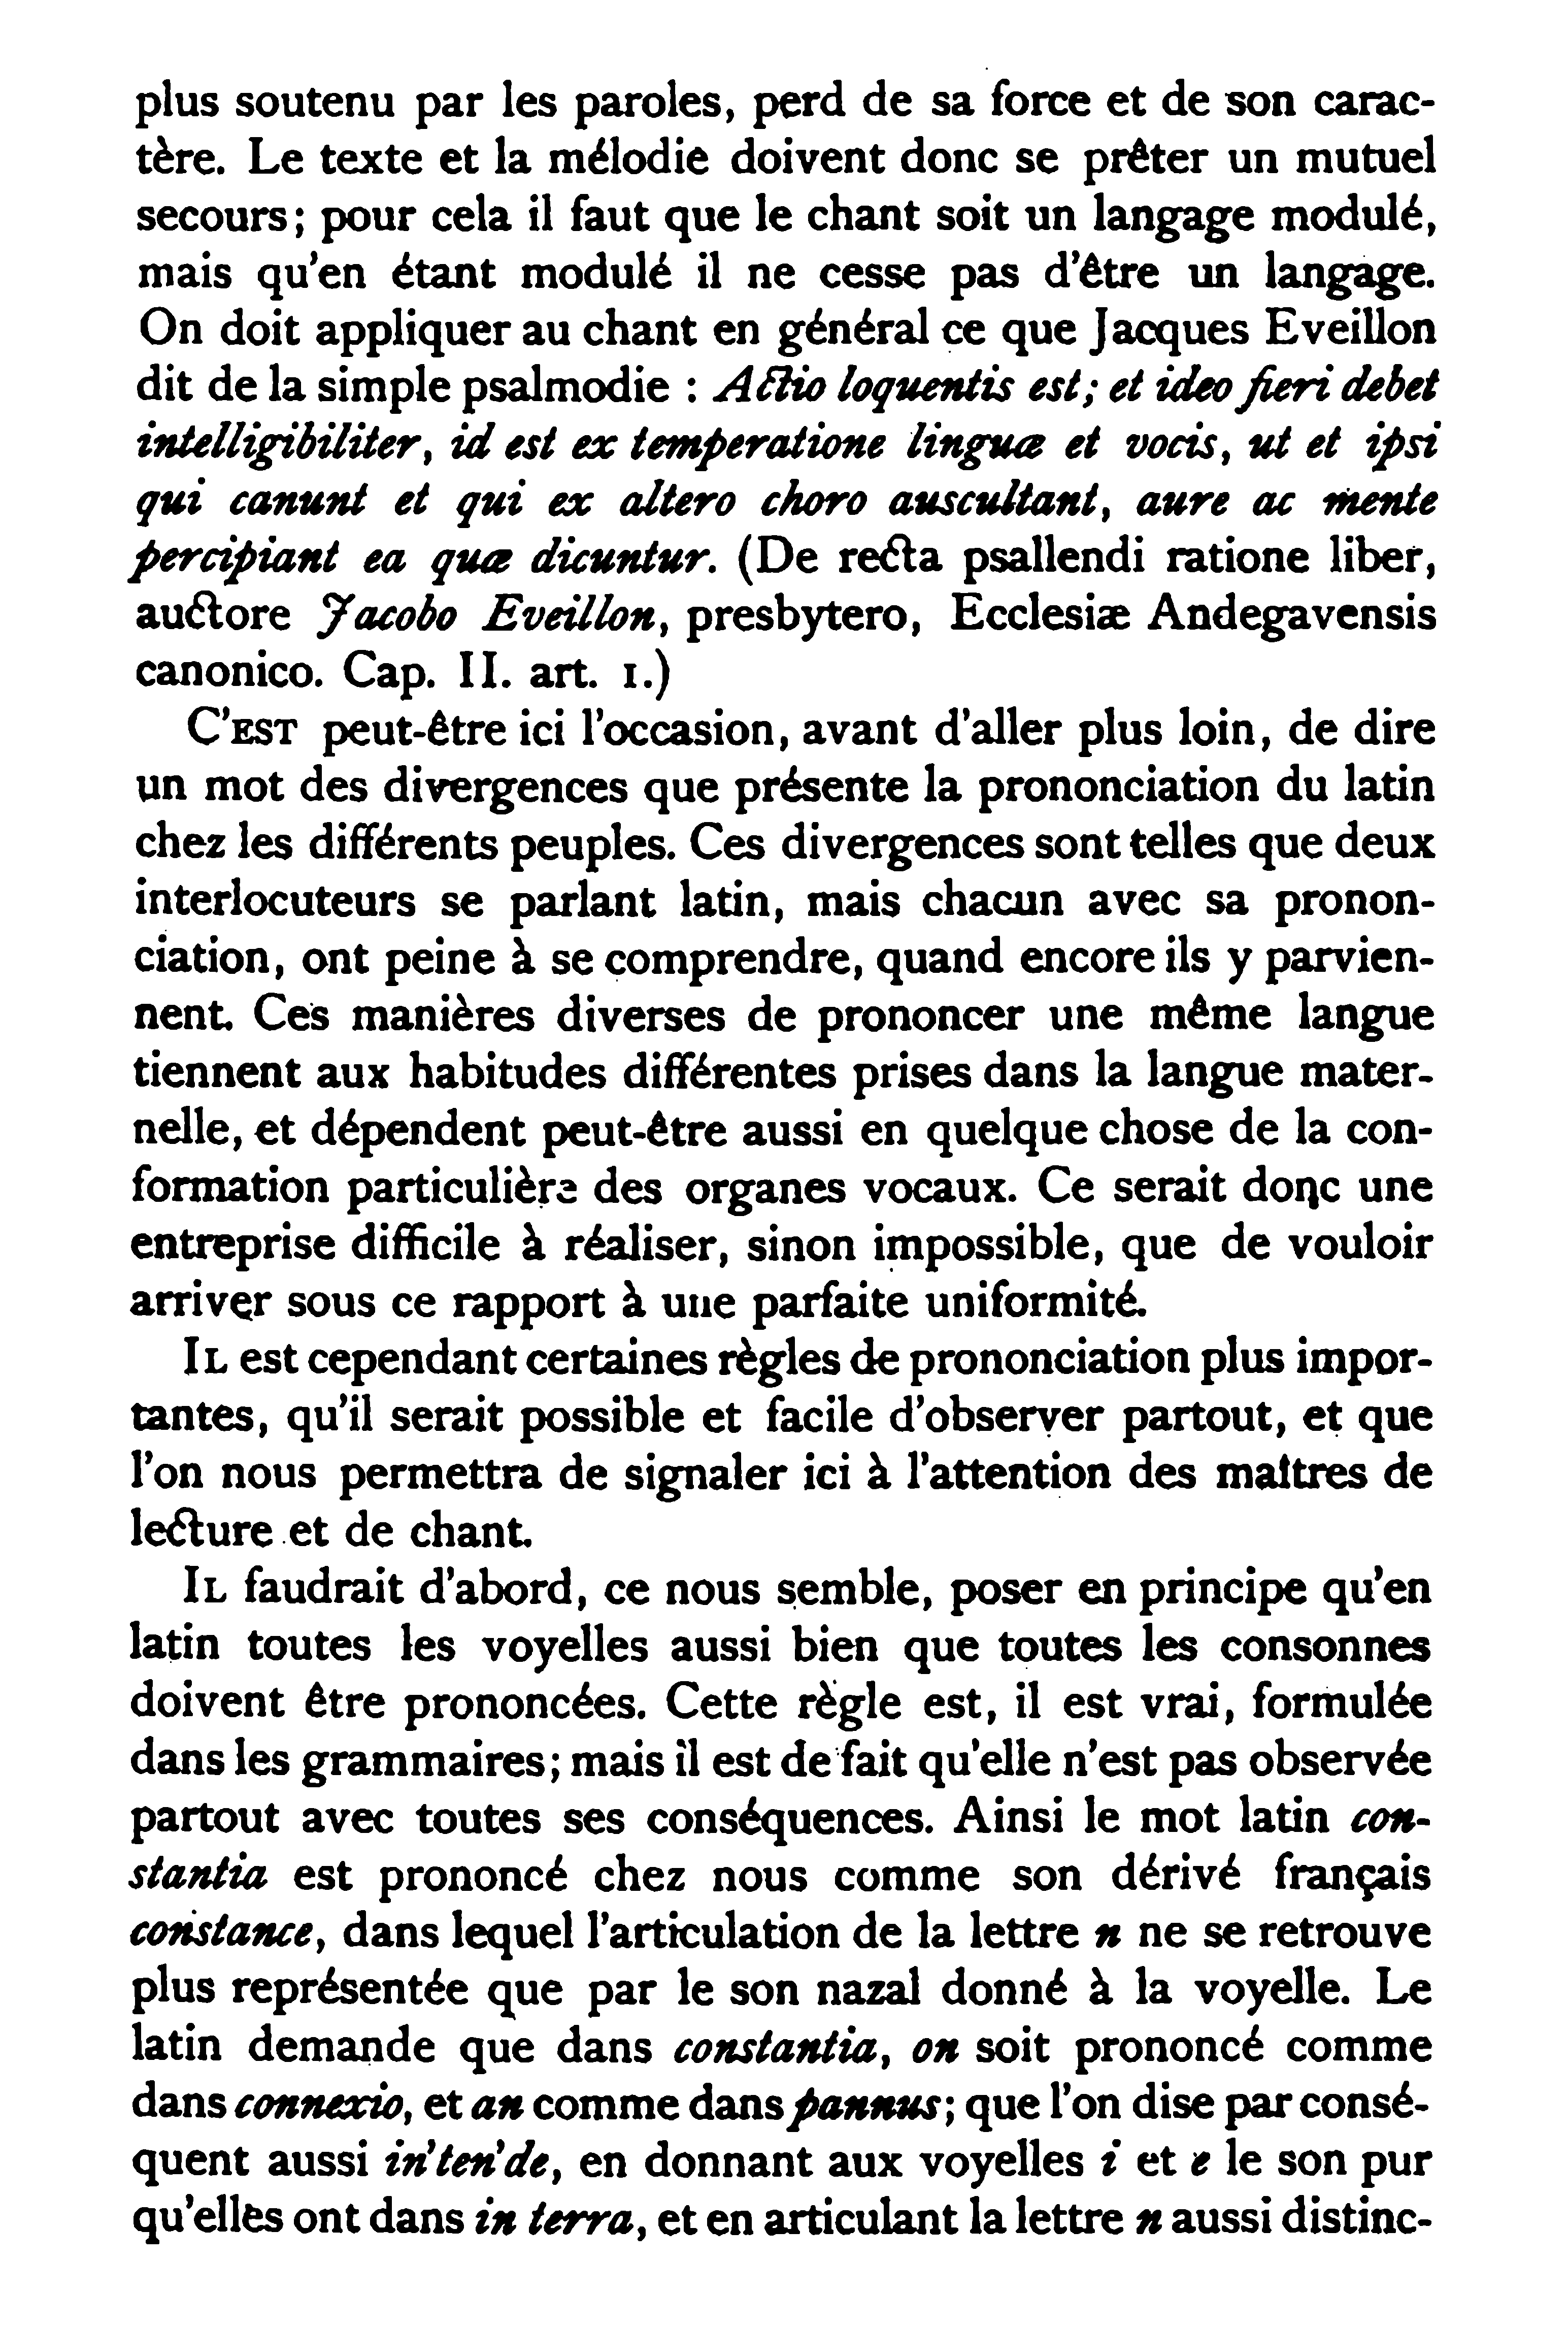 plus soutenu par les paroles, perd de sa force et de son carac-
tère. Le texte et la mélodie doivent donc se prêter un mutuel
secours; pour cela il faut que le chant soit un langage modulé,
mais qu'en étant modulé il ne cesse pas d'être un langage.
On doit appliquer au chant en général ce que Jacques Eveillon
dit de la simple psalmodie : Actio loquentis est; et ideo fieri debet
intelligibiliter, id est ex temperatione linguæ et vocis, ut et ipsi
qui canunt et qui ex altero choro auscultant, aure ac mente
percipiant ea quæ dicuntur. (De recta psallendi ratione liber,
auctore Jacobo Eveillon, presbytero, Ecclesiæ Andegavensis
canonico. Cap. II. art. 1.)
C'EST peut-être ici l'occasion, avant d'aller plus loin, de dire
un mot des divergences que présente la prononciation du latin
chez les différents peuples. Ces divergences sont telles que deux
interlocuteurs se parlant latin, mais chacun avec sa pronon-
ciation, ont peine à se comprendre, quand encore ils y parvien-
nent. Ces manières diverses de prononcer une même langue
tiennent aux habitudes différentes prises dans la langue mater-
nelle, et dépendent peut-être aussi en quelque chose de la con-
formation particulière des organes vocaux. Ce serait donc une
entreprise difficile à réaliser, sinon impossible, que de vouloir
arriver sous ce rapport à une parfaite uniformité.
IL est cependant certaines règles de prononciation plus impor-
tantes, qu'il serait possible et facile d'observer partout, et que
l'on nous permettra de signaler ici à l'attention des maîtres de
lecture et de chant.
IL faudrait d'abord, ce nous semble, poser en principe qu'en
latin toutes les voyelles aussi bien que toutes les consonnes
doivent être prononcées. Cette règle est, il est vrai, formulée
dans les grammaires; mais il est de fait qu'elle n'est pas observée
partout avec toutes ses conséquences. Ainsi le mot latin con-
stantia est prononcé chez nous comme son dérivé français
constance, dans lequel l'articulation de la lettre n ne se retrouve
plus représentée que par le son nazal donné à la voyelle. Le
latin demande que dans constantia, on soit prononcé comme
dans connexio, et an comme dans pannus; que l'on dise par consé-
quent aussi in'ten'de, en donnant aux voyelles i et e le son pur
qu'elles ont dans in terra, et en articulant la lettre n aussi distinc-